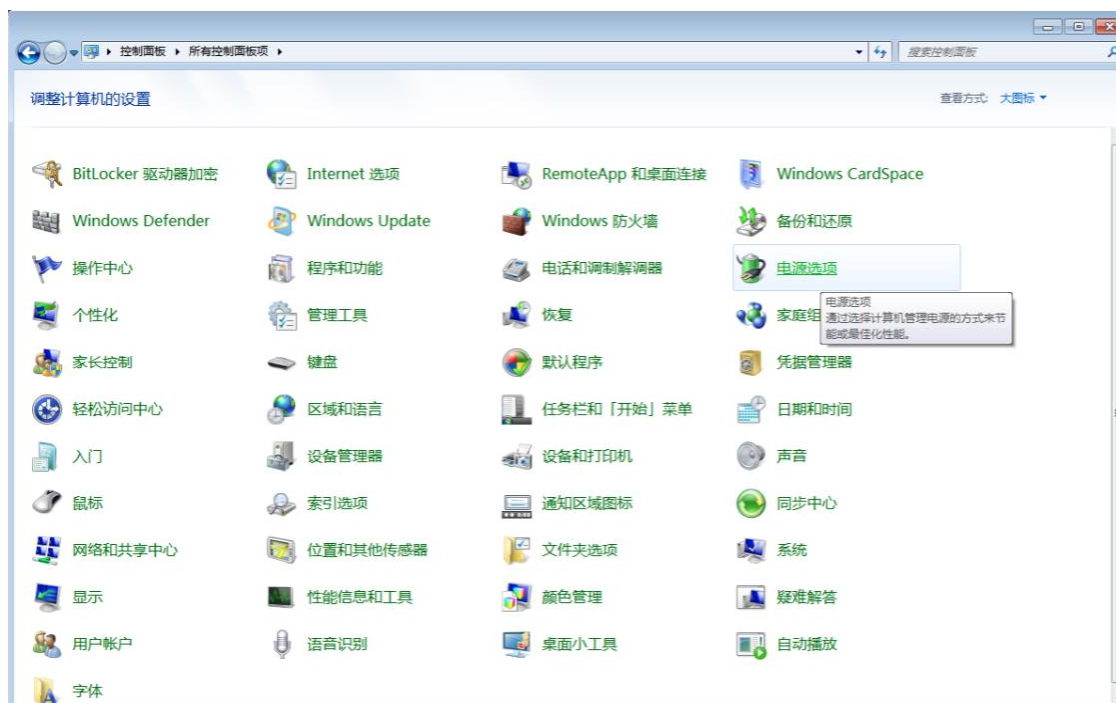 控制面板 所有控制面板项
搜索控制面板
调整计算机的设置
查看方式: 大图标
BitLocker 驱动器加密
Internet 选项
RemoteApp 和桌面连接
Windows CardSpace
Windows Defender
Windows Update
Windows 防火墙
备份和还原
操作中心
程序和功能
电话和调制解调器
电源选项
个性化
管理工具
恢复
家庭组
电源选项
通过选择计算机管理电源的方式来节
能或最佳化性能。
家长控制
键盘
默认程序
凭据管理器
轻松访问中心
区域和语言
任务栏和「开始」菜单
日期和时间
入门
设备管理器
设备和打印机
声音
鼠标
索引选项
通知区域图标
同步中心
网络和共享中心
位置和其他传感器
文件夹选项
系统
显示
性能信息和工具
颜色管理
疑难解答
用户帐户
语音识别
桌面小工具
自动播放
字体